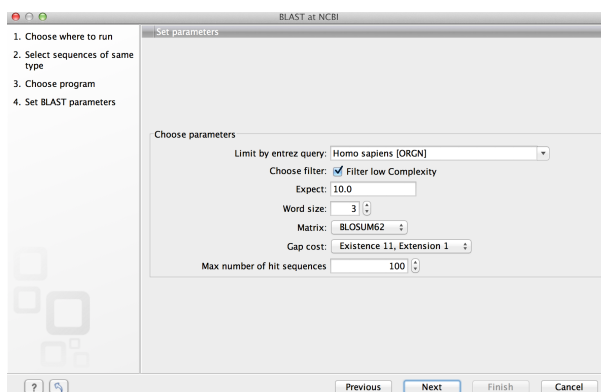 BLAST at NCBI
1. Choose where to run
2. Select sequences of same
type
3. Choose program
4. Set BLAST parameters
Set parameters
Choose parameters
Limit by entrez query: Homo sapiens [ORGN]
Choose filter: Filter low Complexity
Expect: 10.0
Word size: 3
Matrix: BLOSUM62
Gap cost: Existence 11, Extension 1
Max number of hit sequences 100
? Previous Next Finish Cancel